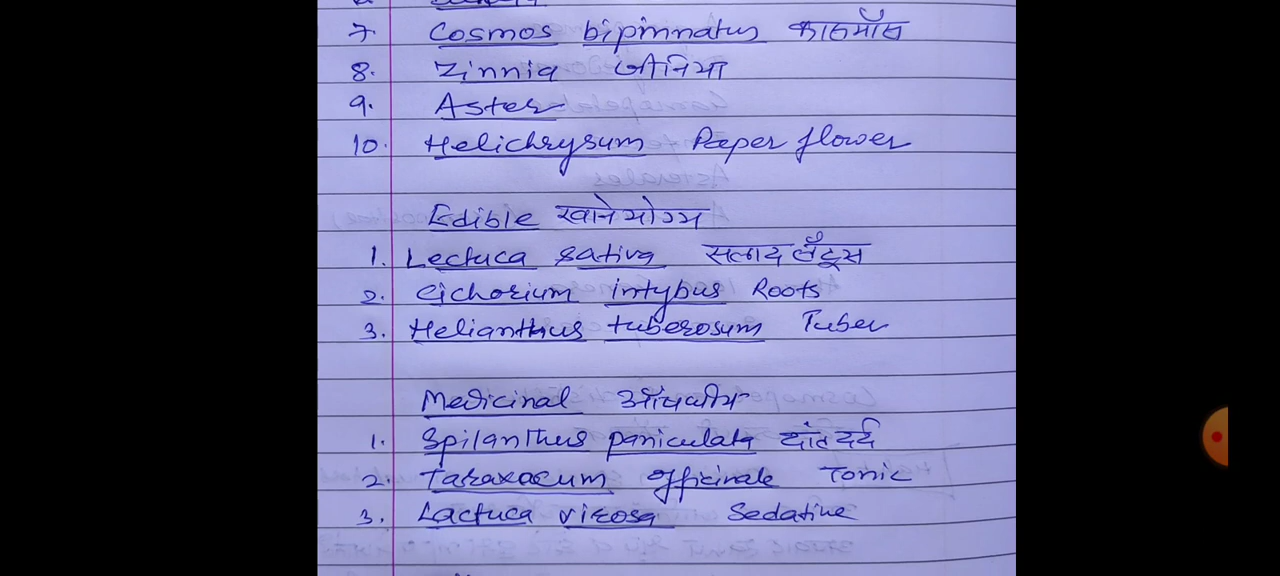 7. Cosmos bipinnatus कासमॉस
8. Zinnia जीनिया
9. Aster
10. Helichrysum Paper flower
Edible खाने योग्य
1. Lectuca sativa सलाद लैटूस
2. Cichorium intybus Roots
3. Helianthus tuberosum Tuber
Medicinal औषधीय
1. Spilanthus paniculata दांत दर्द
2. Taraxacum officinale Tonic
3. Lactuca virosa Sedative